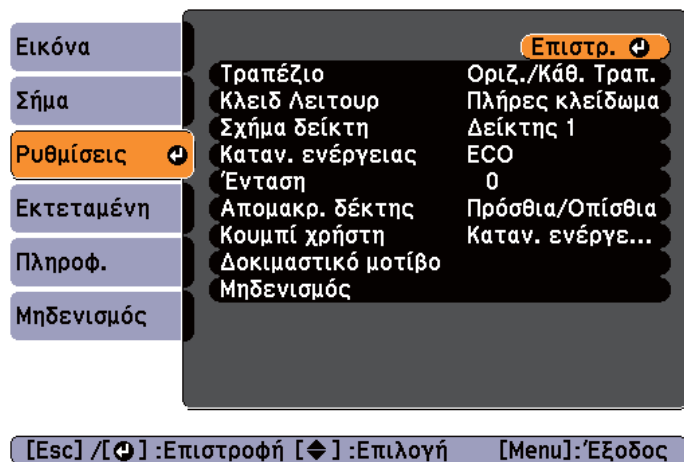 Εικόνα
Σήμα
Ρυθμίσεις
Εκτεταμένη
Πληροφ.
Μηδενισμός
Επιστρ.
Τραπέζιο Οριζ./Κάθ. Τραπ.
Κλειδ Λειτουρ Πλήρες κλείδωμα
Σχήμα δείκτη Δείκτης 1
Καταν. ενέργειας ECO
Ένταση 0
Απομακρ. δέκτης Πρόσθια/Οπίσθια
Κουμπί χρήστη Καταν. ενέργε...
Δοκιμαστικό μοτίβο
Μηδενισμός
[Esc] /[⏎] :Επιστροφή [◆] :Επιλογή [Menu]:Έξοδος